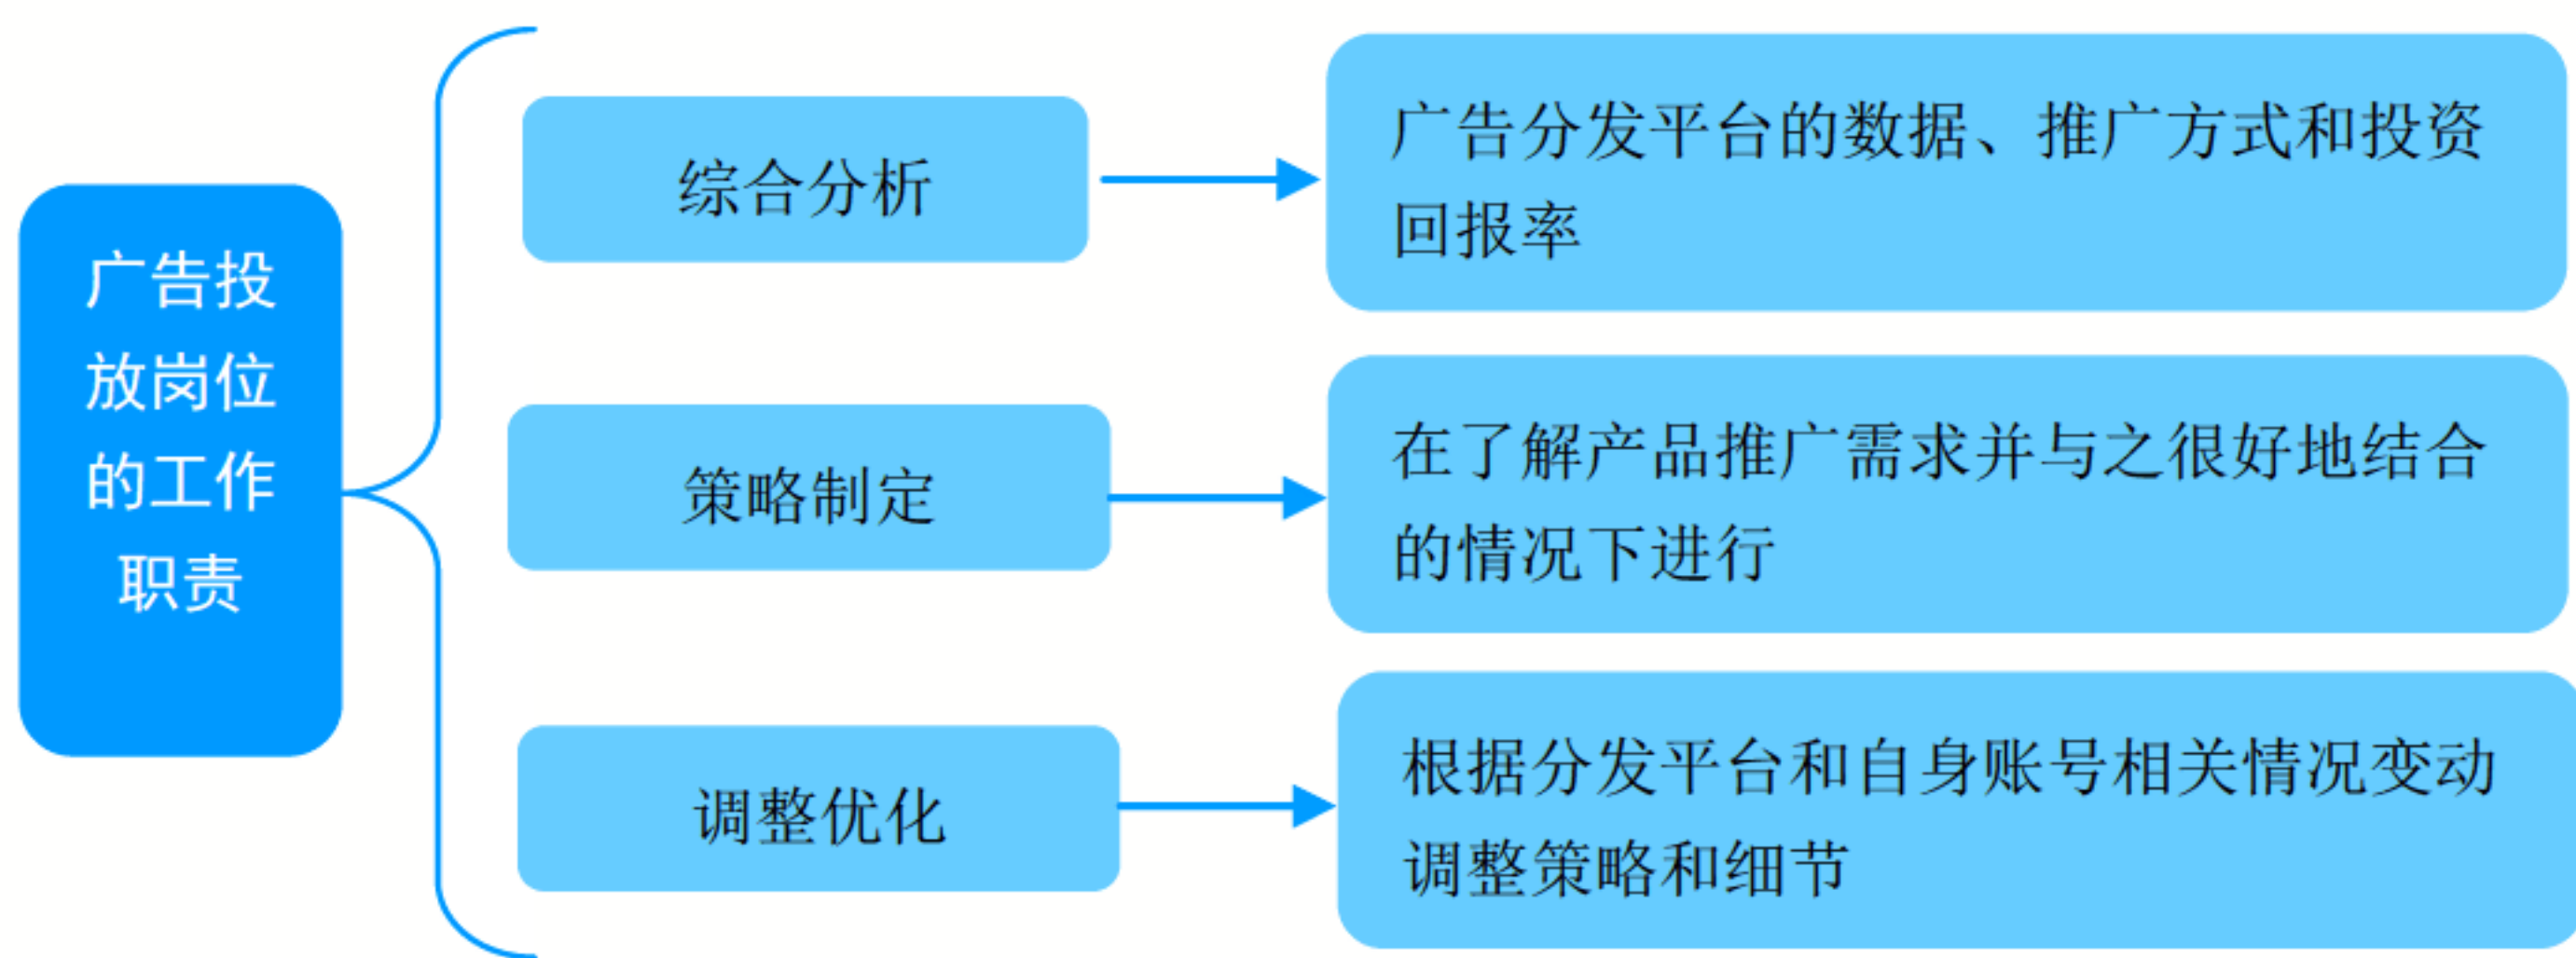 广告投
放岗位
的工作
职责
综合分析
广告分发平台的数据、推广方式和投资
回报率
策略制定
在了解产品推广需求并与之很好地结合
的情况下进行
调整优化
根据分发平台和自身账号相关情况变动
调整策略和细节